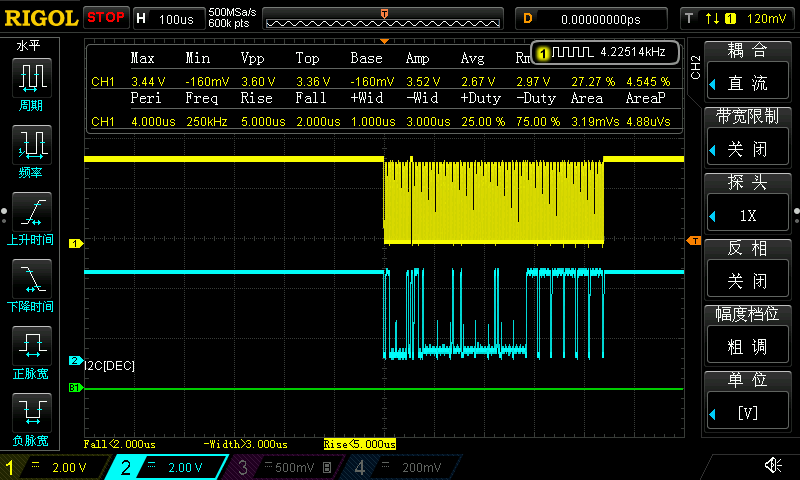 RIGOL STOP H 100us 500MSa/s 600k pts D 0.00000000ps T 1 120mV
水平
周期
频率
上升时间
下降时间
正脉宽
负脉宽
1 4.22514kHz
Max Min Vpp Top Base Amp Avg
CH1 3.44 V -160mV 3.60 V 3.36 V -160mV 3.52 V 2.67 V 2.97 V 27.27 % 4.545 %
Peri Freq Rise Fall +Wid -Wid +Duty -Duty Area AreaP
CH1 4.000us 250kHz 5.000us 2.000us 1.000us 3.000us 25.00 % 75.00 % 3.19mVs 4.88uVs
T
1
2
I2C[DEC]
B1
T
Fall<2.000us -Width>3.000us Rise<5.000us
CH2
耦 合
直 流
带宽限制
关 闭
探 头
1X
反 相
关 闭
幅度档位
粗 调
单 位
[V]
1 2.00 V 2 2.00 V 3 500mV B 4 200mV